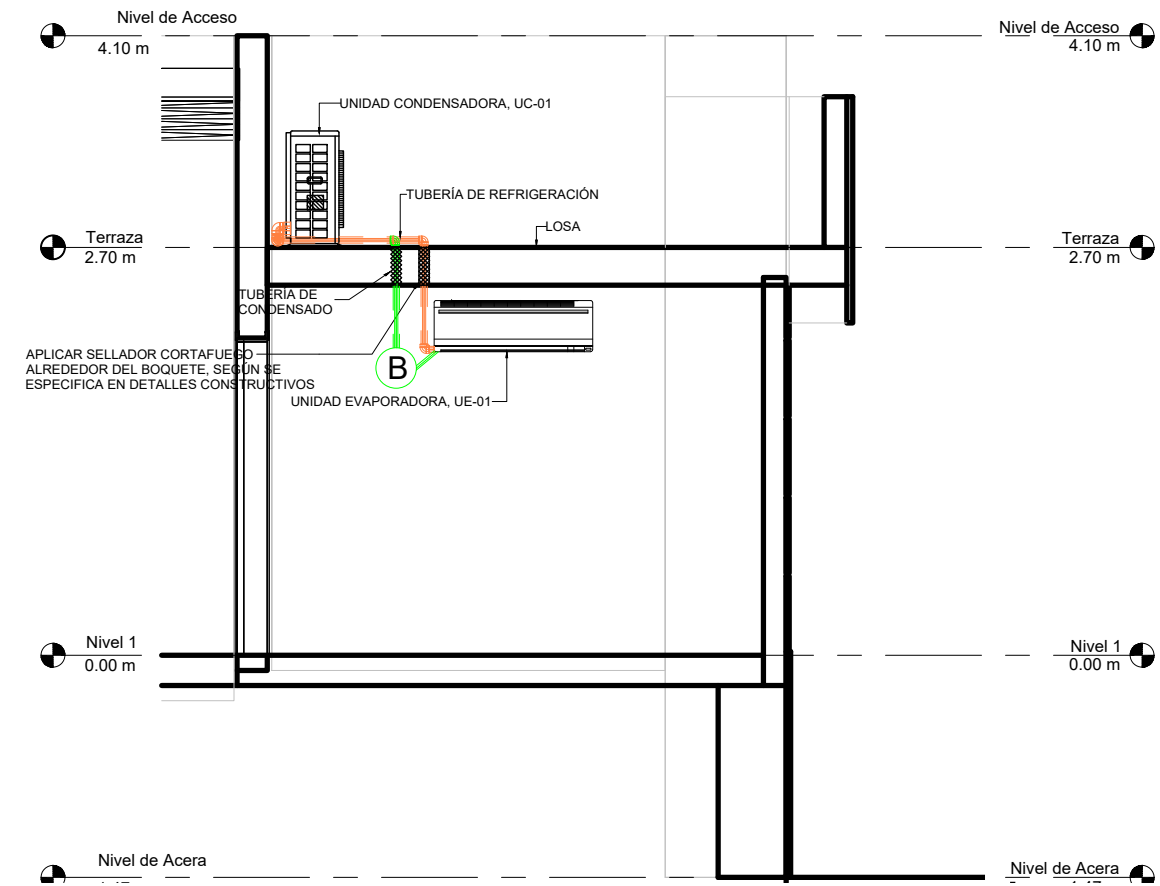 Nivel de Acceso
4.10 m
Nivel de Acceso
4.10 m
UNIDAD CONDENSADORA, UC-01
TUBERÍA DE REFRIGERACIÓN
LOSA
Terraza
2.70 m
Terraza
2.70 m
TUBERÍA DE
CONDENSADO
APLICAR SELLADOR CORTAFUEGO
ALREDEDOR DEL BOQUETE, SEGÚN SE
ESPECIFICA EN DETALLES CONSTRUCTIVOS
B
UNIDAD EVAPORADORA, UE-01
Nivel 1
0.00 m
Nivel 1
0.00 m
Nivel de Acera
Nivel de Acera